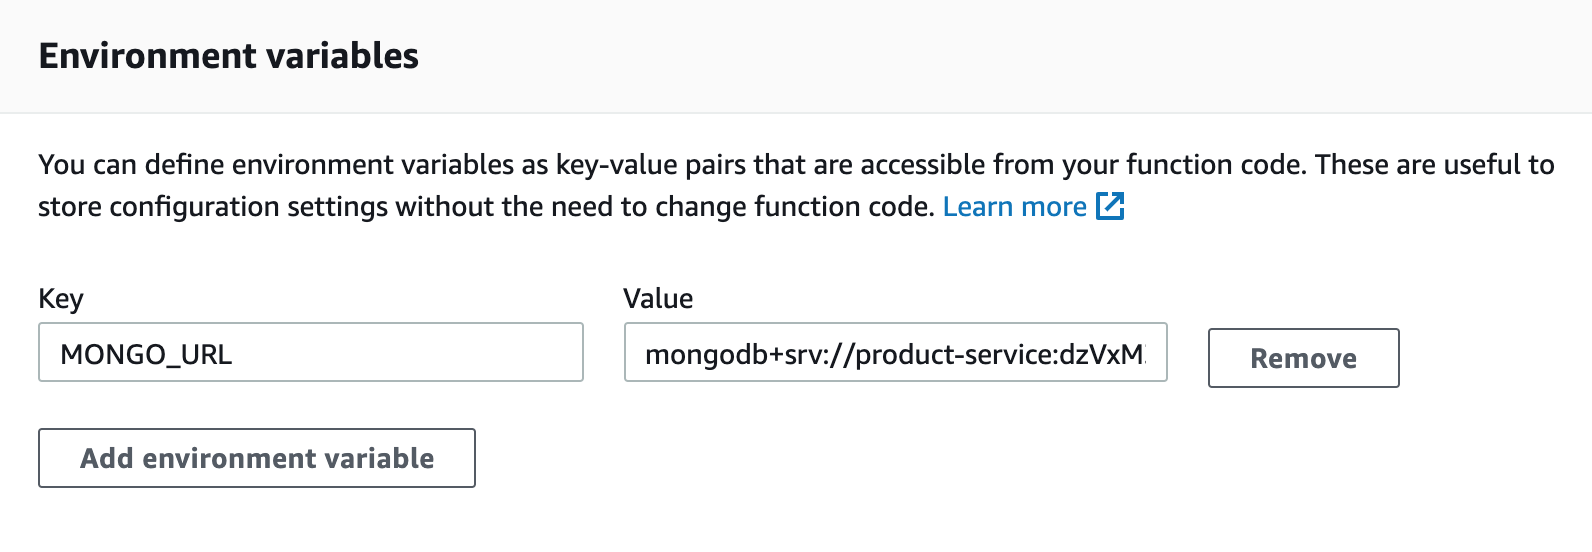 Environment variables
You can define environment variables as key-value pairs that are accessible from your function code. These are useful to
store configuration settings without the need to change function code. Learn more
Key
Value
MONGO_URL
mongodb+srv://product-service:dzVxM
Remove
Add environment variable